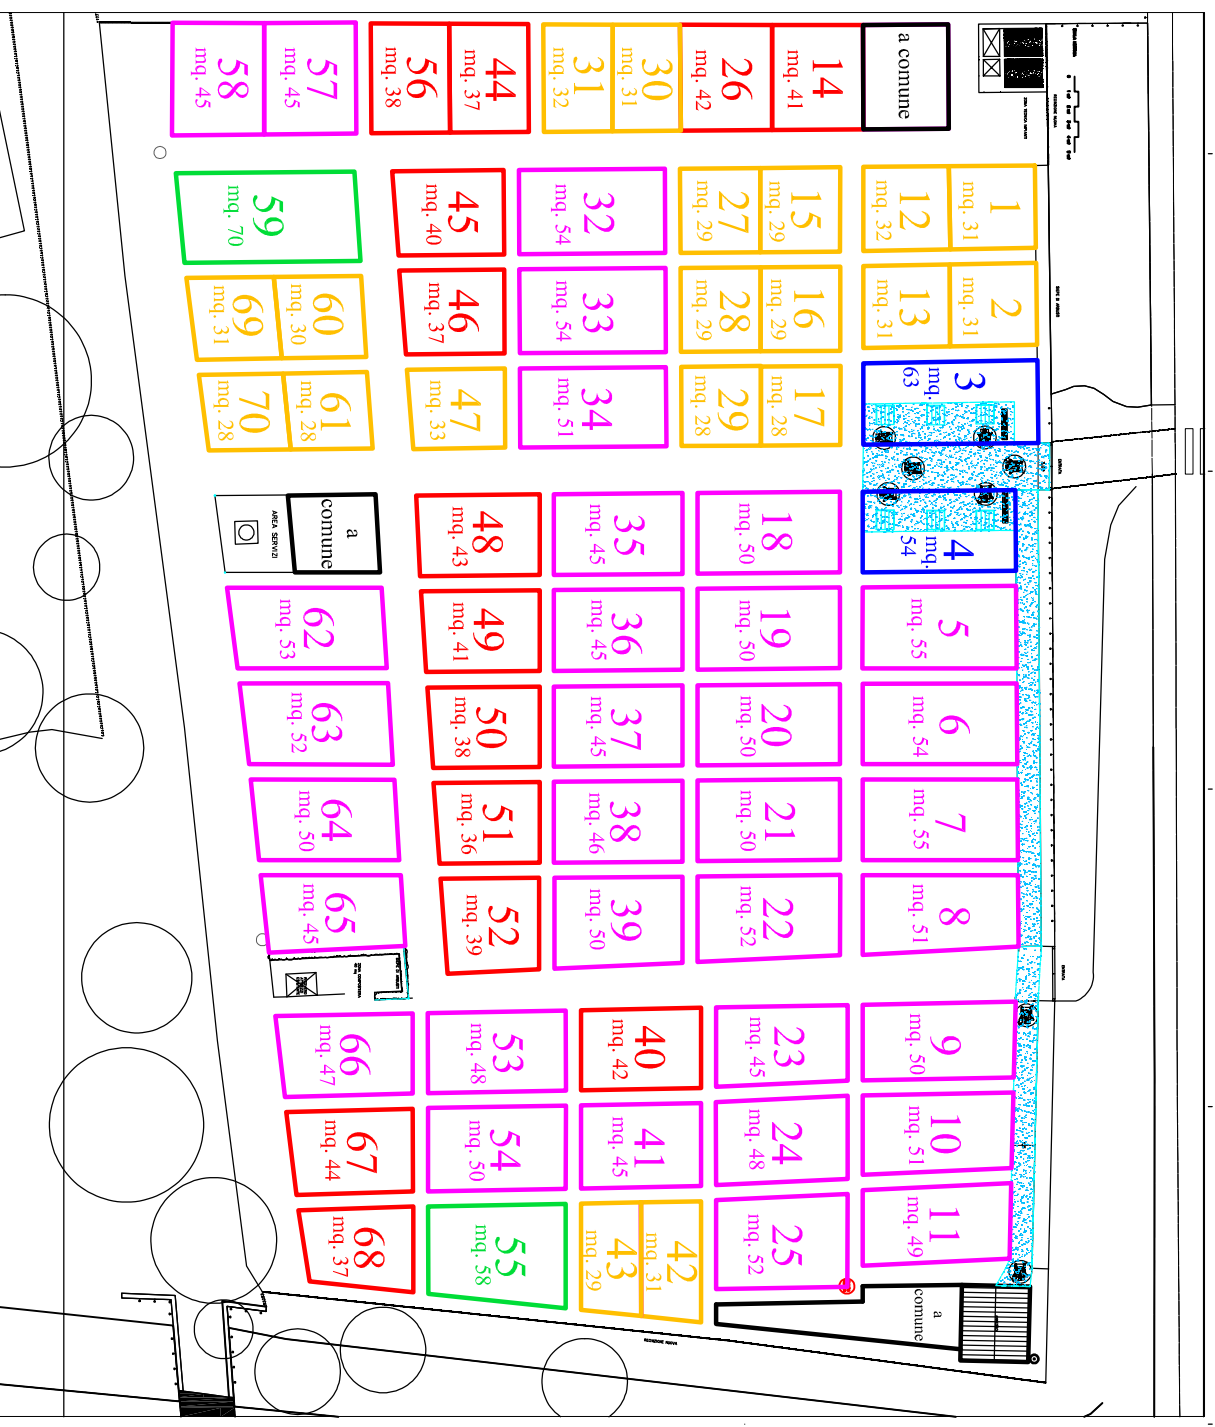 58
mq. 45
57
mq. 45
56
mq. 38
44
mq. 37
31
mq. 32
30
mq. 31
26
mq. 42
14
mq. 41
a comune
59
mq. 70
45
mq. 40
32
mq. 54
27
mq. 29
15
mq. 29
12
mq. 32
1
mq. 31
69
mq. 31
60
mq. 30
46
mq. 37
33
mq. 54
28
mq. 29
16
mq. 29
13
mq. 31
2
mq. 31
70
mq. 28
61
mq. 28
47
mq. 33
34
mq. 51
29
mq. 28
17
mq. 28
3
mq.
63
AREA SERVIZI
a
comune
48
mq. 43
35
mq. 45
18
mq. 50
4
mq.
54
62
mq. 53
49
mq. 41
36
mq. 45
19
mq. 50
5
mq. 55
63
mq. 52
50
mq. 38
37
mq. 45
20
mq. 50
6
mq. 54
64
mq. 50
51
mq. 36
38
mq. 46
21
mq. 50
7
mq. 55
65
mq. 45
52
mq. 39
39
mq. 50
22
mq. 52
8
mq. 51
66
mq. 47
53
mq. 48
40
mq. 42
23
mq. 45
9
mq. 50
67
mq. 44
54
mq. 50
41
mq. 45
24
mq. 48
10
mq. 51
68
mq. 37
55
mq. 58
43
mq. 29
42
mq. 31
25
mq. 52
11
mq. 49
a
comune
RECINZIONE NUOVA